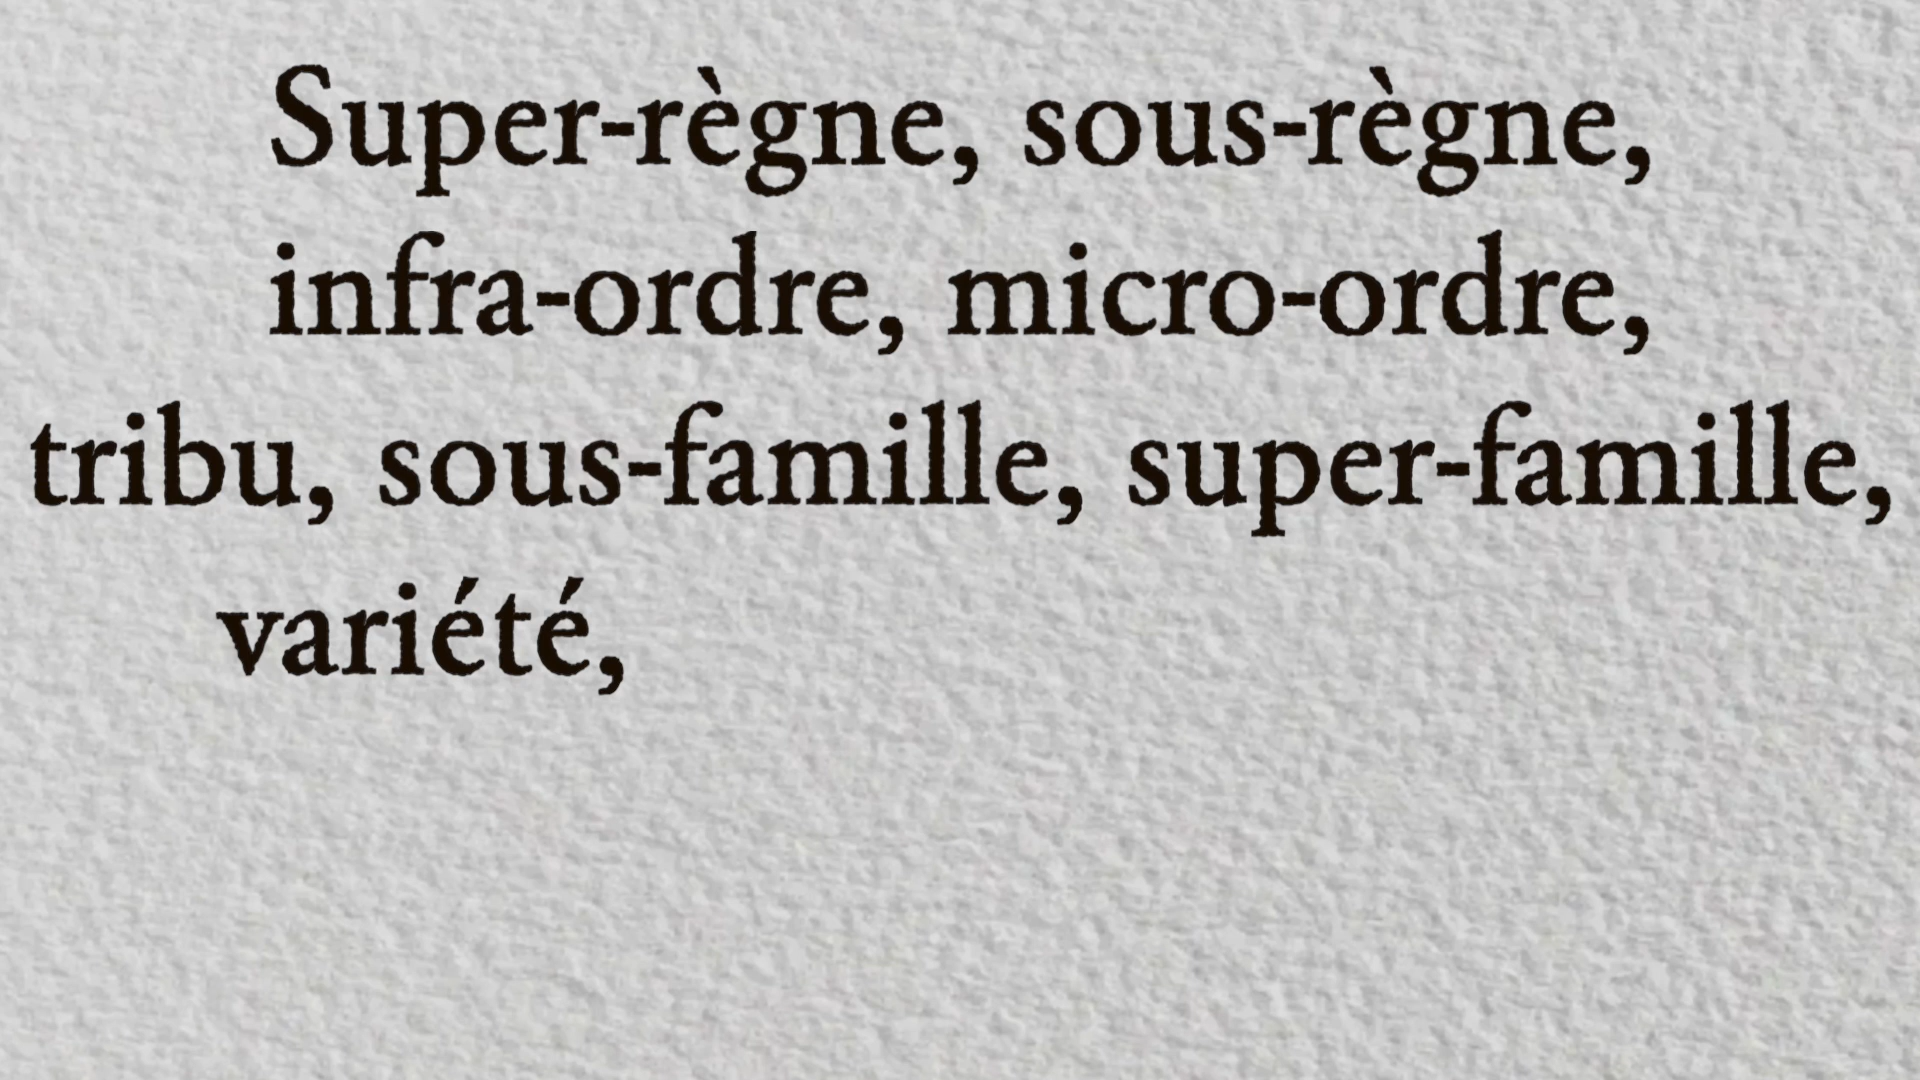 Super-règne, sous-règne,
infra-ordre, micro-ordre,
tribu, sous-famille, super-famille,
variété,